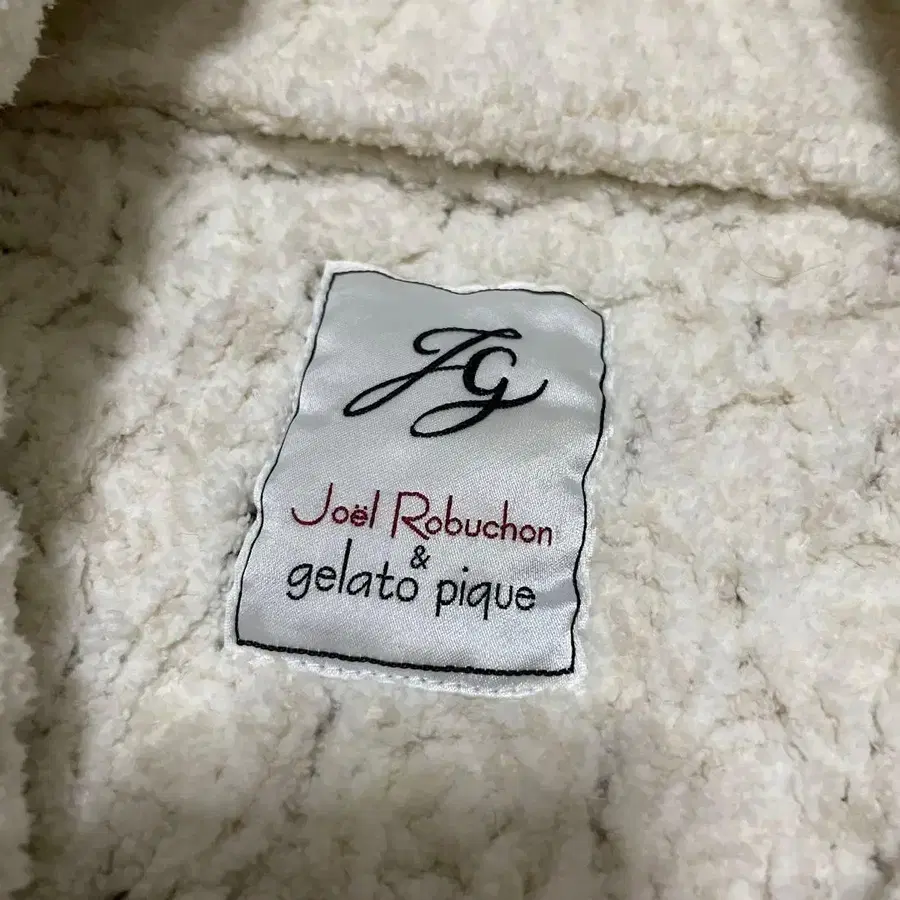 JG
Joël Robuchon
&
gelato pique